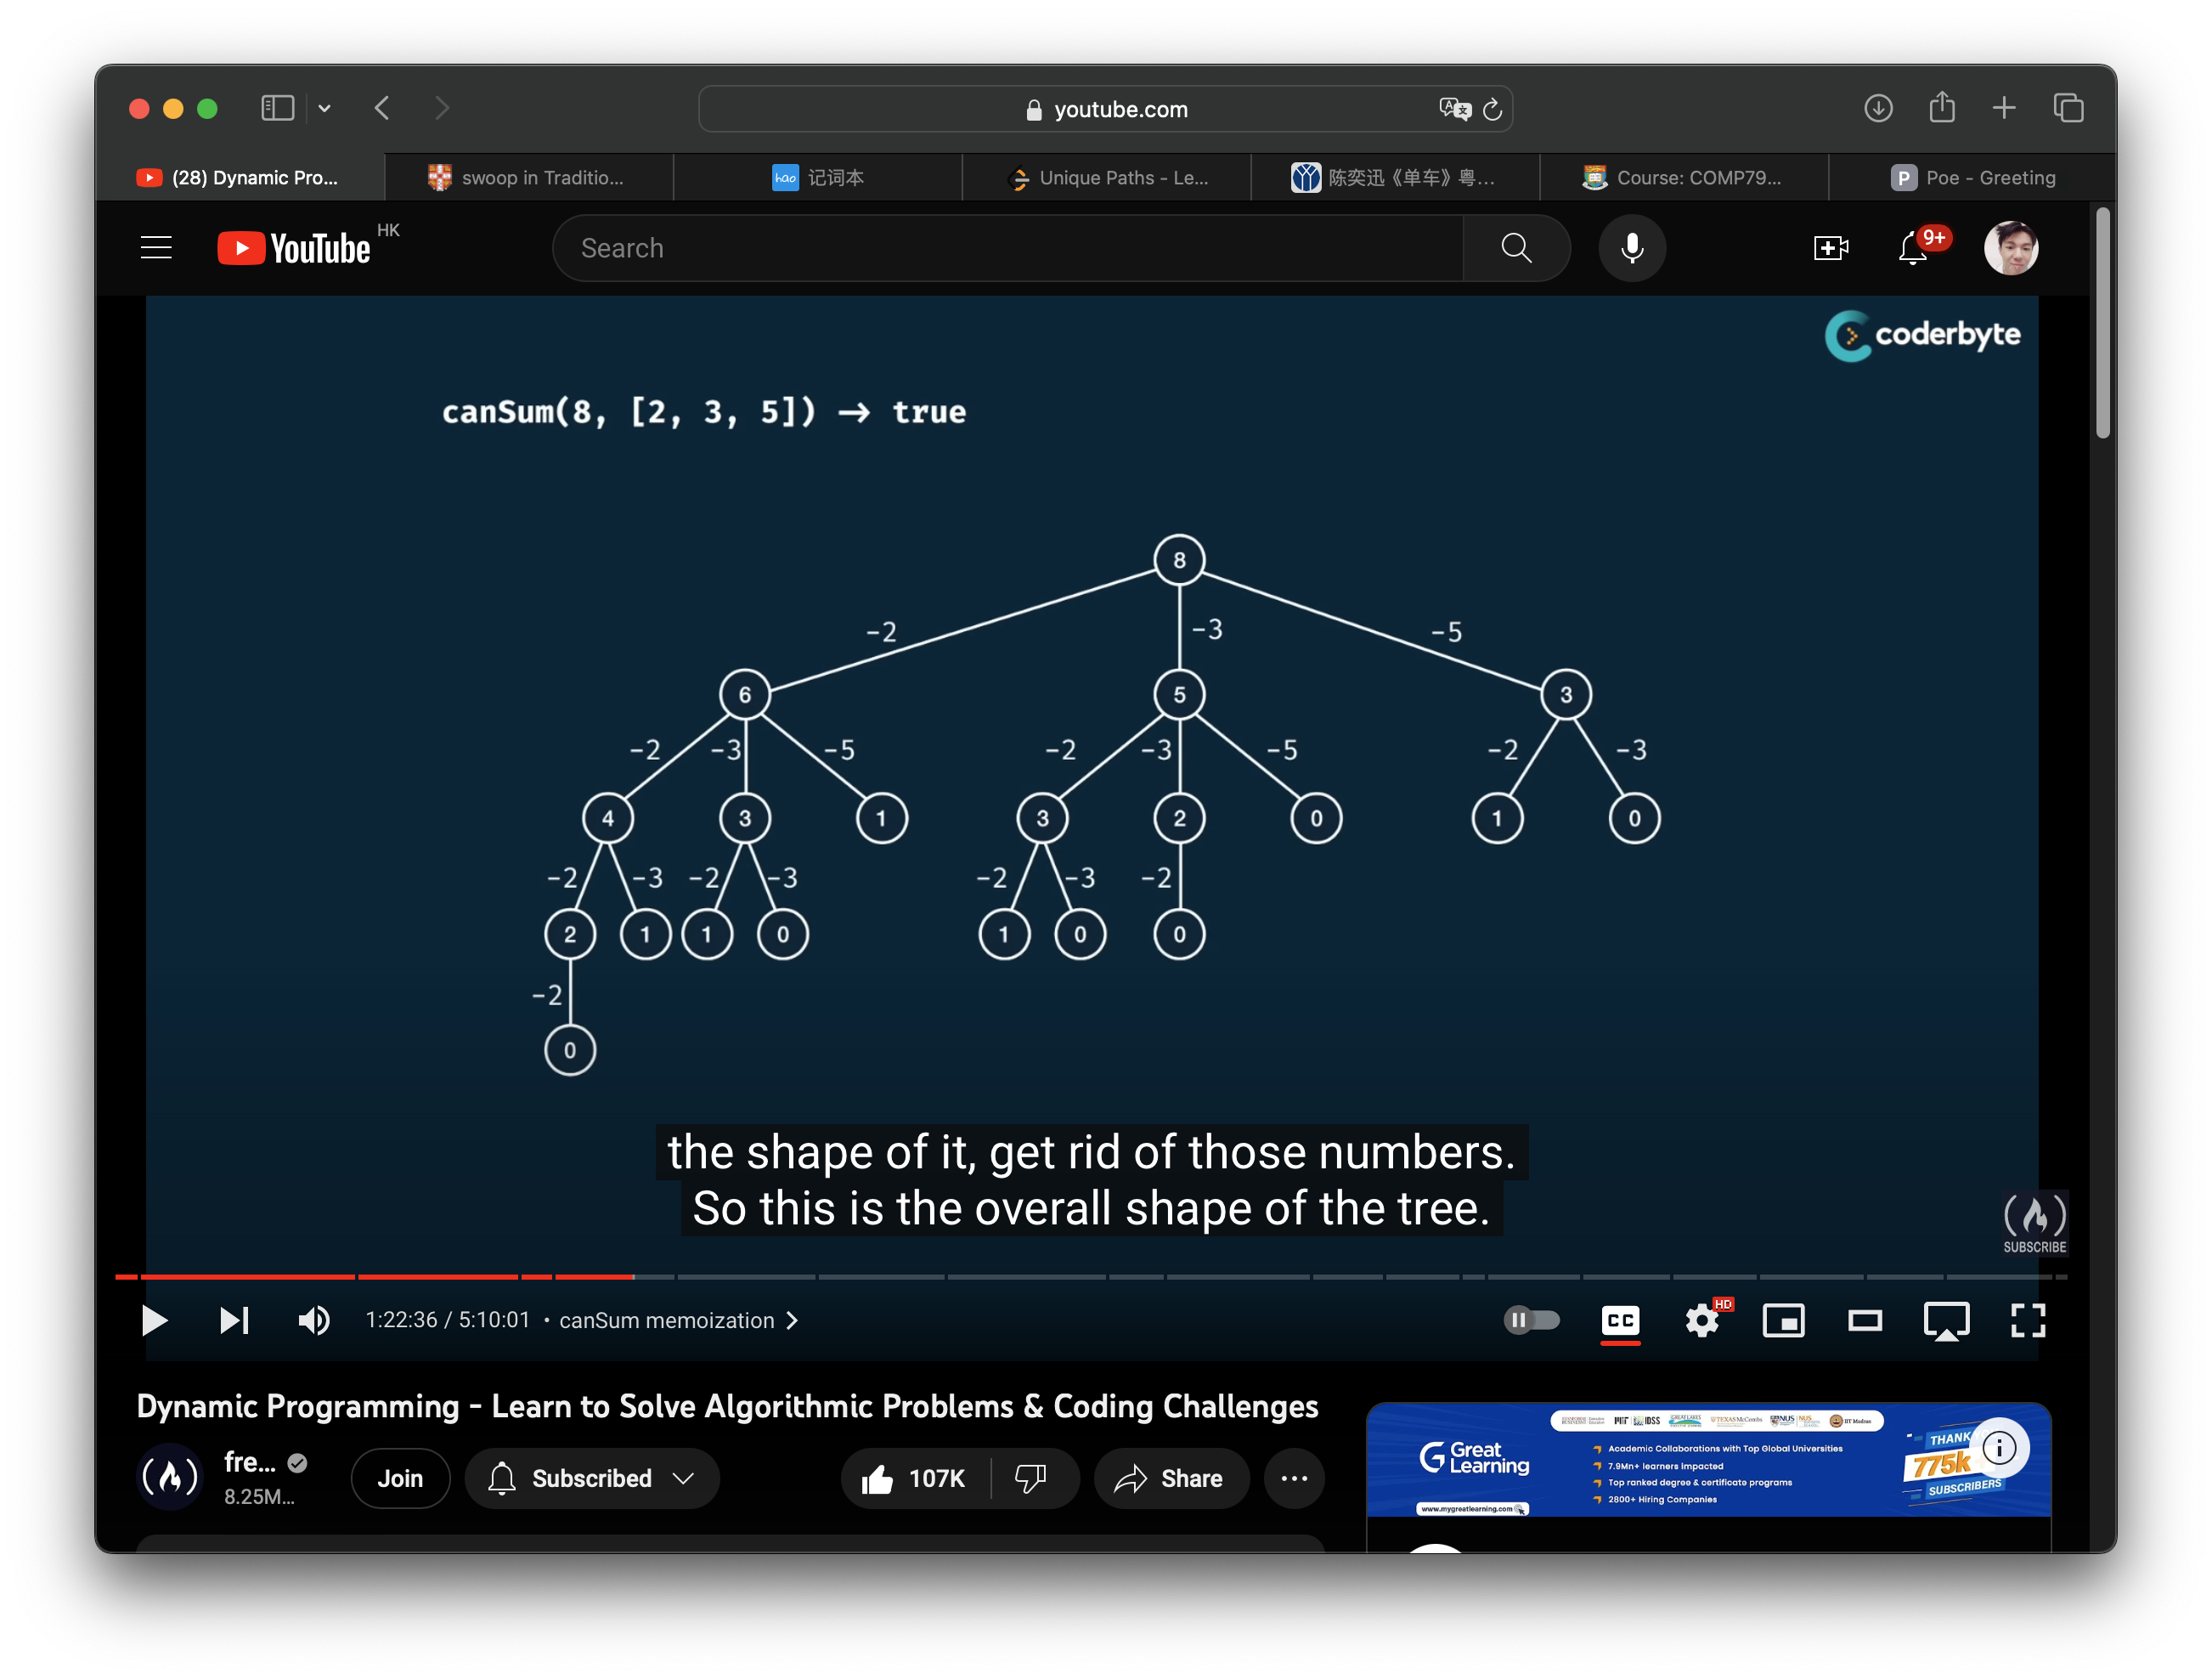 youtube.com
(28) Dynamic Pro...
swoop in Traditio...
hao 记词本
Unique Paths - Le...
陈奕迅《单车》粤...
Course: COMP79...
P Poe - Greeting
YouTube HK
Search
9+
coderbyte
canSum(8, [2, 3, 5]) → true
8
-2 -3 -5
6 5 3
-2 -3 -5 -2 -3 -5 -2 -3
4 3 1 3 2 0 1 0
-2 -3 -2 -3 -2 -3 -2
2 1 1 0 1 0 0
-2
0
the shape of it, get rid of those numbers.
So this is the overall shape of the tree.
SUBSCRIBE
1:22:36 / 5:10:01 • canSum memoization
CC
HD
Dynamic Programming - Learn to Solve Algorithmic Problems & Coding Challenges
fre...
8.25M...
Join
Subscribed
107K
Share
Great Learning
www.mygreatlearning.com
Academic Collaborations with Top Global Universities
7.9Mn+ learners Impacted
Top ranked degree & certificate programs
2800+ Hiring Companies
775k
SUBSCRIBERS